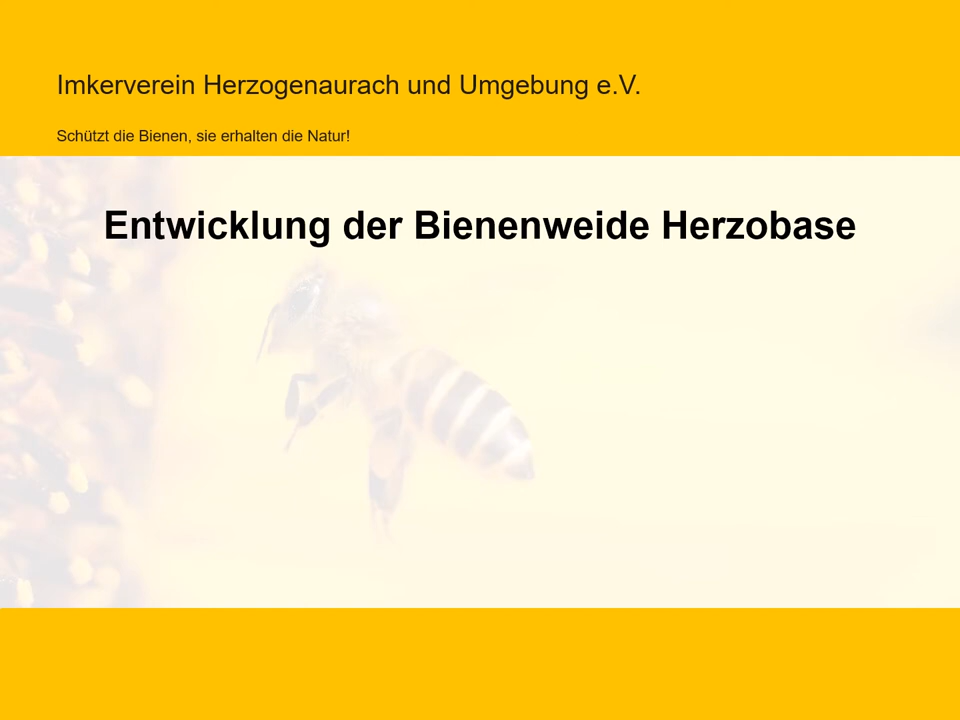 Imkerverein Herzogenaurach und Umgebung e.V.
Schützt die Bienen, sie erhalten die Natur!
Entwicklung der Bienenweide Herzobase